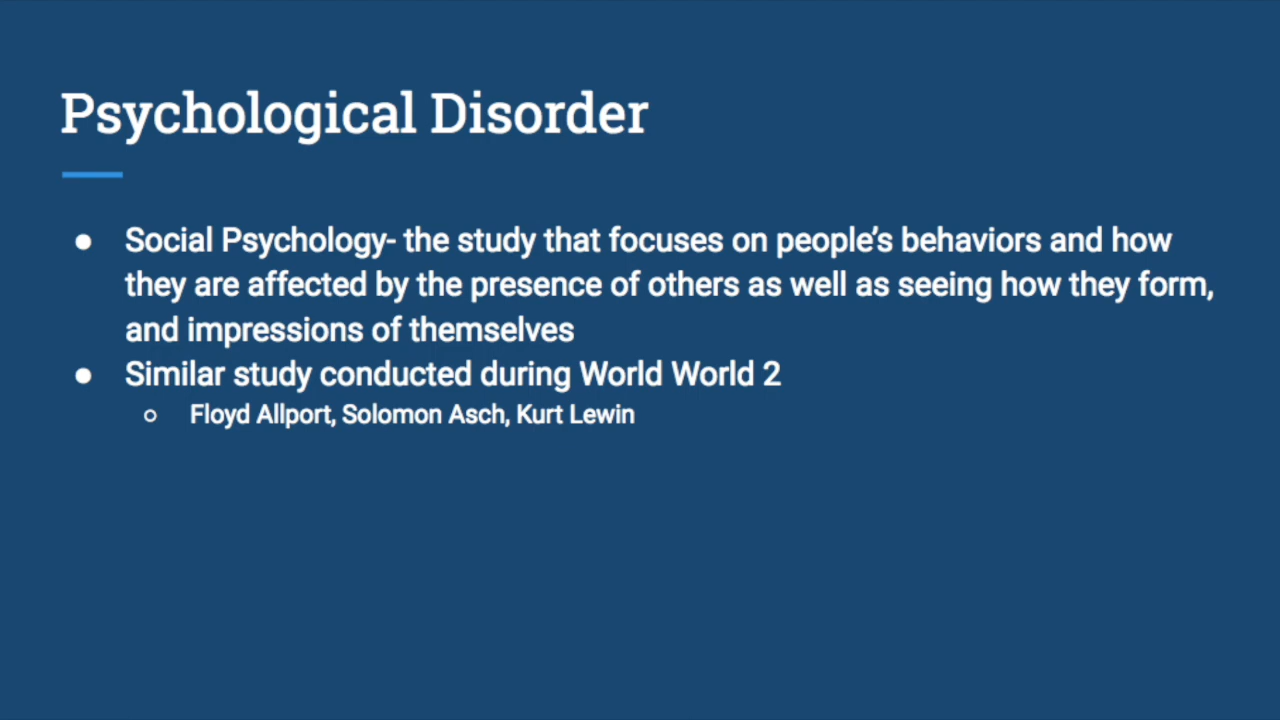 Psychological Disorder
● Social Psychology- the study that focuses on people’s behaviors and how
they are affected by the presence of others as well as seeing how they form,
and impressions of themselves
● Similar study conducted during World World 2
○ Floyd Allport, Solomon Asch, Kurt Lewin